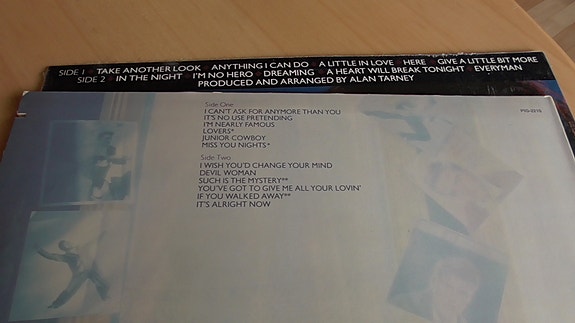 SIDE 1 TAKE ANOTHER LOOK ANYTHING I CAN DO A LITTLE IN LOVE HERE GIVE A LITTLE BIT MORE
SIDE 2 IN THE NIGHT I'M NO HERO DREAMING A HEART WILL BREAK TONIGHT EVERYMAN
PRODUCED AND ARRANGED BY ALAN TARNEY
Side One
I CAN'T ASK FOR ANYMORE THAN YOU
IT'S NO USE PRETENDING
I'M NEARLY FAMOUS
LOVERS*
JUNIOR COWBOY
MISS YOU NIGHTS*
Side Two
I WISH YOU'D CHANGE YOUR MIND
DEVIL WOMAN
SUCH IS THE MYSTERY**
YOU'VE GOT TO GIVE ME ALL YOUR LOVIN'
IF YOU WALKED AWAY**
IT'S ALRIGHT NOW